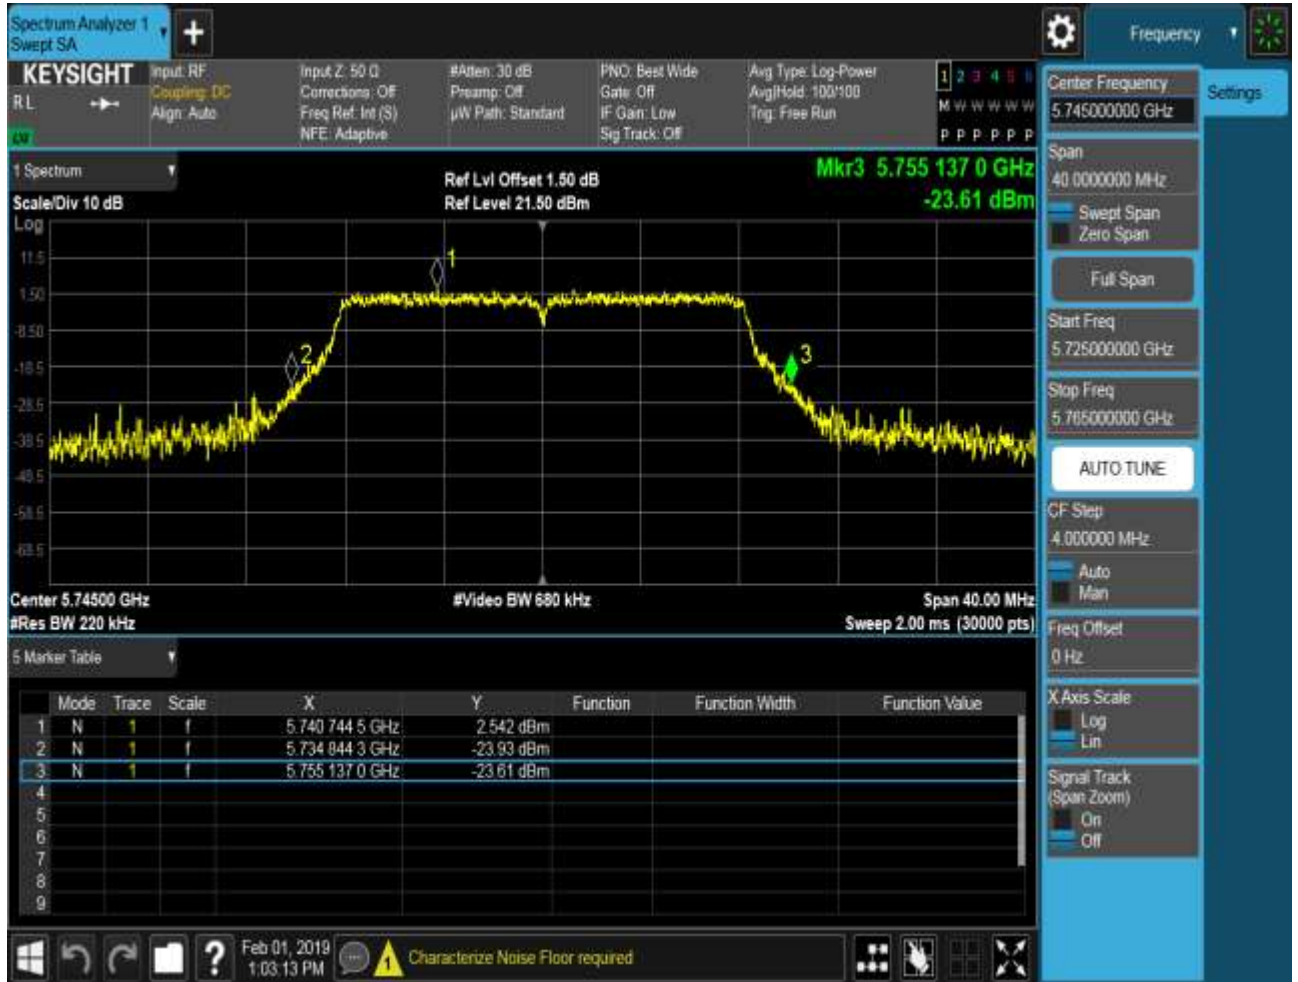 Spectrum Analyzer 1
Swept SA
Frequency
KEYSIGHT
R L
Input: RF
Coupling: DC
Align: Auto
Input Z: 50 Ω
Corrections: Off
Freq Ref: Int (S)
NFE: Adaptive
#Atten: 30 dB
Preamp: Off
µW Path: Standard
PNO: Best Wide
Gate: Off
IF Gain: Low
Sig Track: Off
Avg Type: Log-Power
Avg|Hold: 100/100
Trig: Free Run
1 2 3 4 5 6
M W W W W W
P P P P P P
1 Spectrum
Scale/Div 10 dB
Ref Lvl Offset 1.50 dB
Ref Level 21.50 dBm
Mkr3 5.755 137 0 GHz
-23.61 dBm
Log
11.5
1.50
-8.50
-18.5
-28.5
-38.5
-48.5
-58.5
-68.5
1
2
3
Center 5.74500 GHz
#Res BW 220 kHz
#Video BW 680 kHz
Span 40.00 MHz
Sweep 2.00 ms (30000 pts)
5 Marker Table
Mode Trace Scale X Y Function Function Width Function Value
1 N 1 f 5.740 744 5 GHz 2.542 dBm
2 N 1 f 5.734 844 3 GHz -23.93 dBm
3 N 1 f 5.755 137 0 GHz -23.61 dBm
4
5
6
7
8
9
Feb 01, 2019
1:03:13 PM
?
1
Characterize Noise Floor required
Center Frequency
5.745000000 GHz
Settings
Span
40.0000000 MHz
Swept Span
Zero Span
Full Span
Start Freq
5.725000000 GHz
Stop Freq
5.765000000 GHz
AUTO TUNE
CF Step
4.000000 MHz
Auto
Man
Freq Offset
0 Hz
X Axis Scale
Log
Lin
Signal Track
(Span Zoom)
On
Off